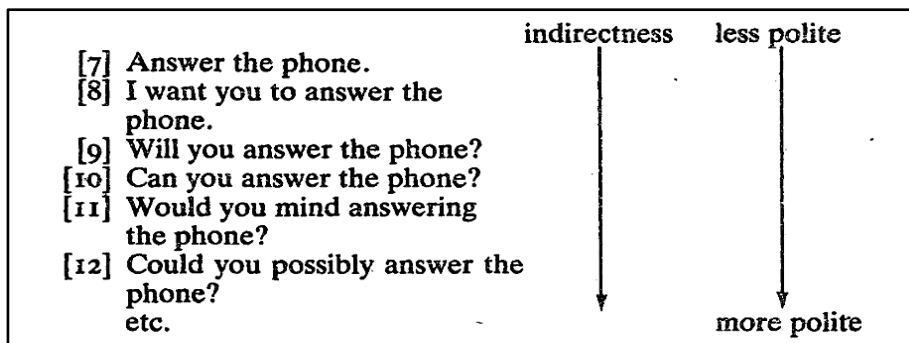 indirectness less polite
[7] Answer the phone.
[8] I want you to answer the
phone.
[9] Will you answer the phone?
[10] Can you answer the phone?
[11] Would you mind answering
the phone?
[12] Could you possibly answer the
phone?
etc. more polite